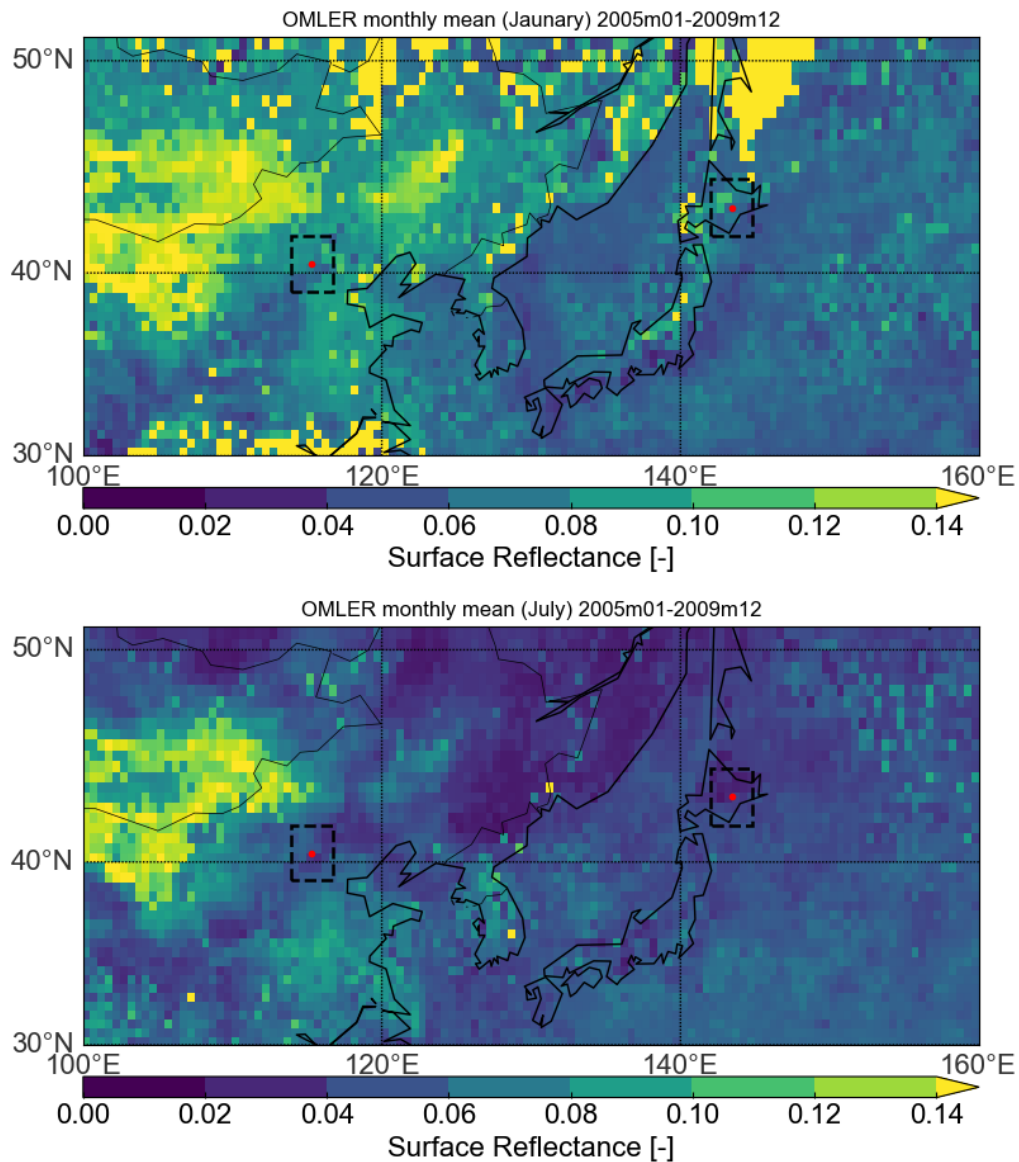 OMLER monthly mean (Jaunary) 2005m01-2009m12
50°N
40°N
30°N
100°E 120°E 140°E 160°E
0.00 0.02 0.04 0.06 0.08 0.10 0.12 0.14
Surface Reflectance [-]
OMLER monthly mean (July) 2005m01-2009m12
50°N
40°N
30°N
100°E 120°E 140°E 160°E
0.00 0.02 0.04 0.06 0.08 0.10 0.12 0.14
Surface Reflectance [-]